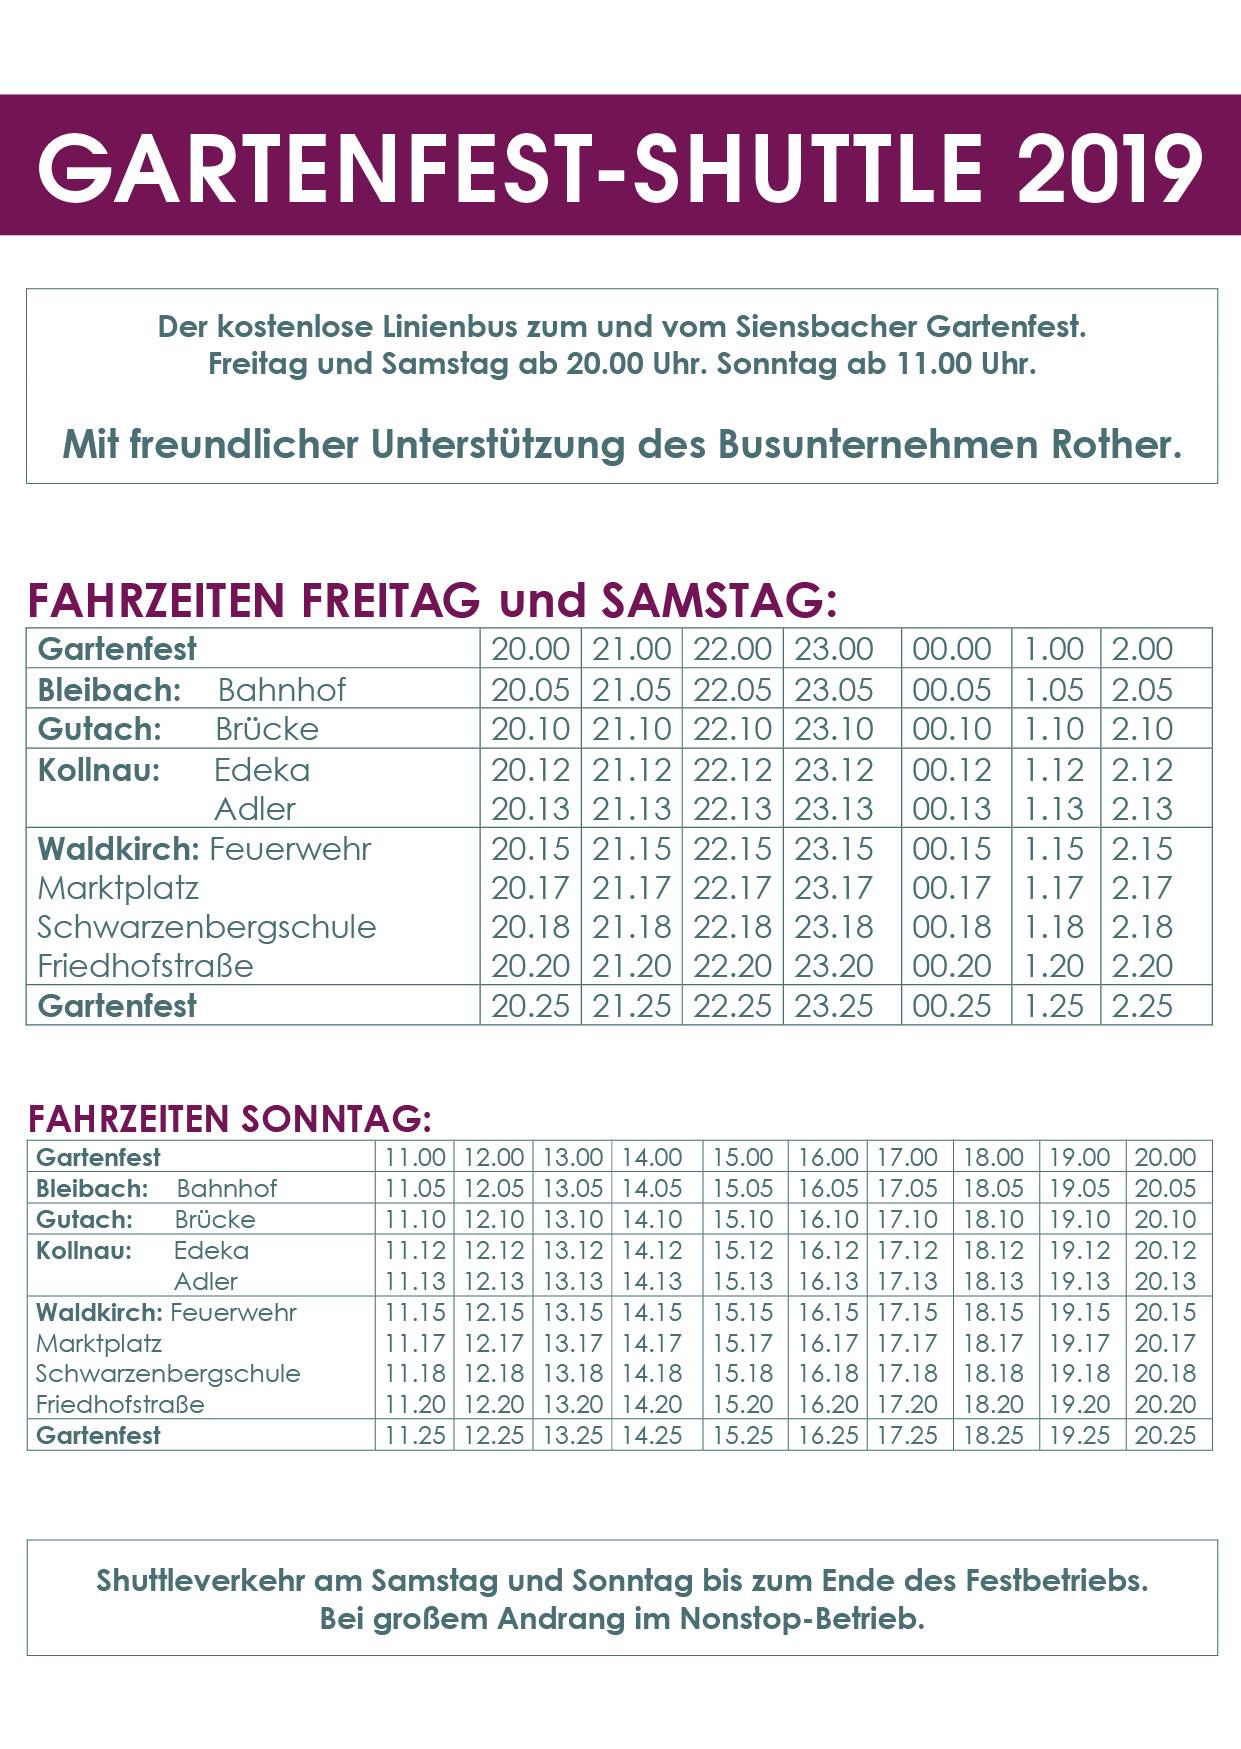 GARTENFEST-SHUTTLE 2019
Der kostenlose Linienbus zum und vom Siensbacher Gartenfest.
Freitag und Samstag ab 20.00 Uhr. Sonntag ab 11.00 Uhr.
Mit freundlicher Unterstützung des Busunternehmen Rother.
FAHRZEITEN FREITAG und SAMSTAG:
Gartenfest 20.00 21.00 22.00 23.00 00.00 1.00 2.00
Bleibach: Bahnhof 20.05 21.05 22.05 23.05 00.05 1.05 2.05
Gutach: Brücke 20.10 21.10 22.10 23.10 00.10 1.10 2.10
Kollnau: Edeka 20.12 21.12 22.12 23.12 00.12 1.12 2.12
Adler 20.13 21.13 22.13 23.13 00.13 1.13 2.13
Waldkirch: Feuerwehr 20.15 21.15 22.15 23.15 00.15 1.15 2.15
Marktplatz 20.17 21.17 22.17 23.17 00.17 1.17 2.17
Schwarzenbergschule 20.18 21.18 22.18 23.18 00.18 1.18 2.18
Friedhofstraße 20.20 21.20 22.20 23.20 00.20 1.20 2.20
Gartenfest 20.25 21.25 22.25 23.25 00.25 1.25 2.25
FAHRZEITEN SONNTAG:
Gartenfest 11.00 12.00 13.00 14.00 15.00 16.00 17.00 18.00 19.00 20.00
Bleibach: Bahnhof 11.05 12.05 13.05 14.05 15.05 16.05 17.05 18.05 19.05 20.05
Gutach: Brücke 11.10 12.10 13.10 14.10 15.10 16.10 17.10 18.10 19.10 20.10
Kollnau: Edeka 11.12 12.12 13.12 14.12 15.12 16.12 17.12 18.12 19.12 20.12
Adler 11.13 12.13 13.13 14.13 15.13 16.13 17.13 18.13 19.13 20.13
Waldkirch: Feuerwehr 11.15 12.15 13.15 14.15 15.15 16.15 17.15 18.15 19.15 20.15
Marktplatz 11.17 12.17 13.17 14.17 15.17 16.17 17.17 18.17 19.17 20.17
Schwarzenbergschule 11.18 12.18 13.18 14.18 15.18 16.18 17.18 18.18 19.18 20.18
Friedhofstraße 11.20 12.20 13.20 14.20 15.20 16.20 17.20 18.20 19.20 20.20
Gartenfest 11.25 12.25 13.25 14.25 15.25 16.25 17.25 18.25 19.25 20.25
Shuttleverkehr am Samstag und Sonntag bis zum Ende des Festbetriebs.
Bei großem Andrang im Nonstop-Betrieb.